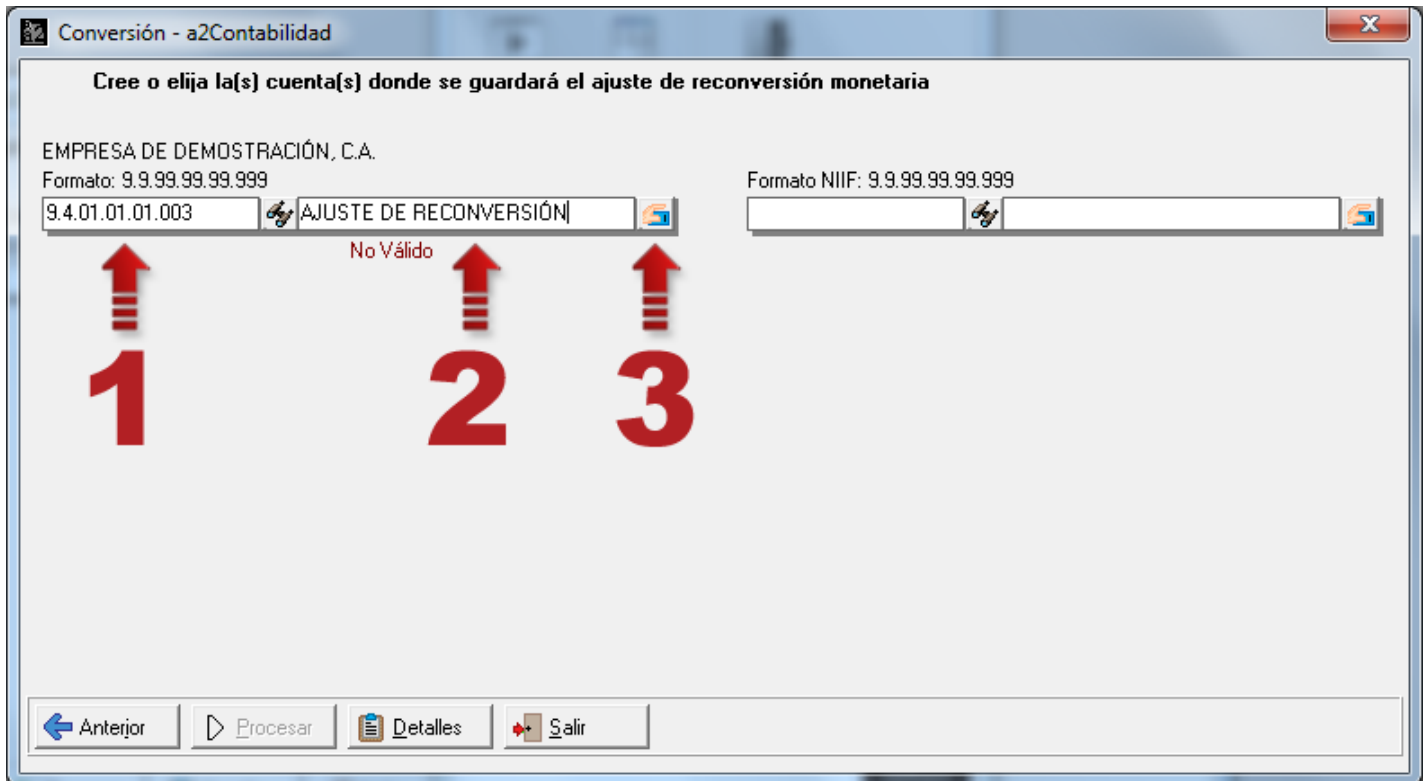 Conversión - a2Contabilidad
Cree o elija la(s) cuenta(s) donde se guardará el ajuste de reconversión monetaria
EMPRESA DE DEMOSTRACIÓN, C.A.
Formato: 9.9.99.99.99.999
Formato NIIF: 9.9.99.99.99.999
9.4.01.01.01.003
AJUSTE DE RECONVERSIÓN
No Válido
1
2
3
Anterior
Procesar
Detalles
Salir